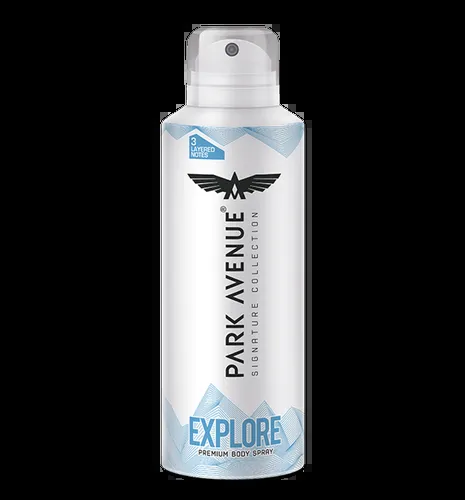 3
LAYERED
NOTES
PARK AVENUE®
SIGNATURE COLLECTION
EXPLORE
PREMIUM BODY SPRAY